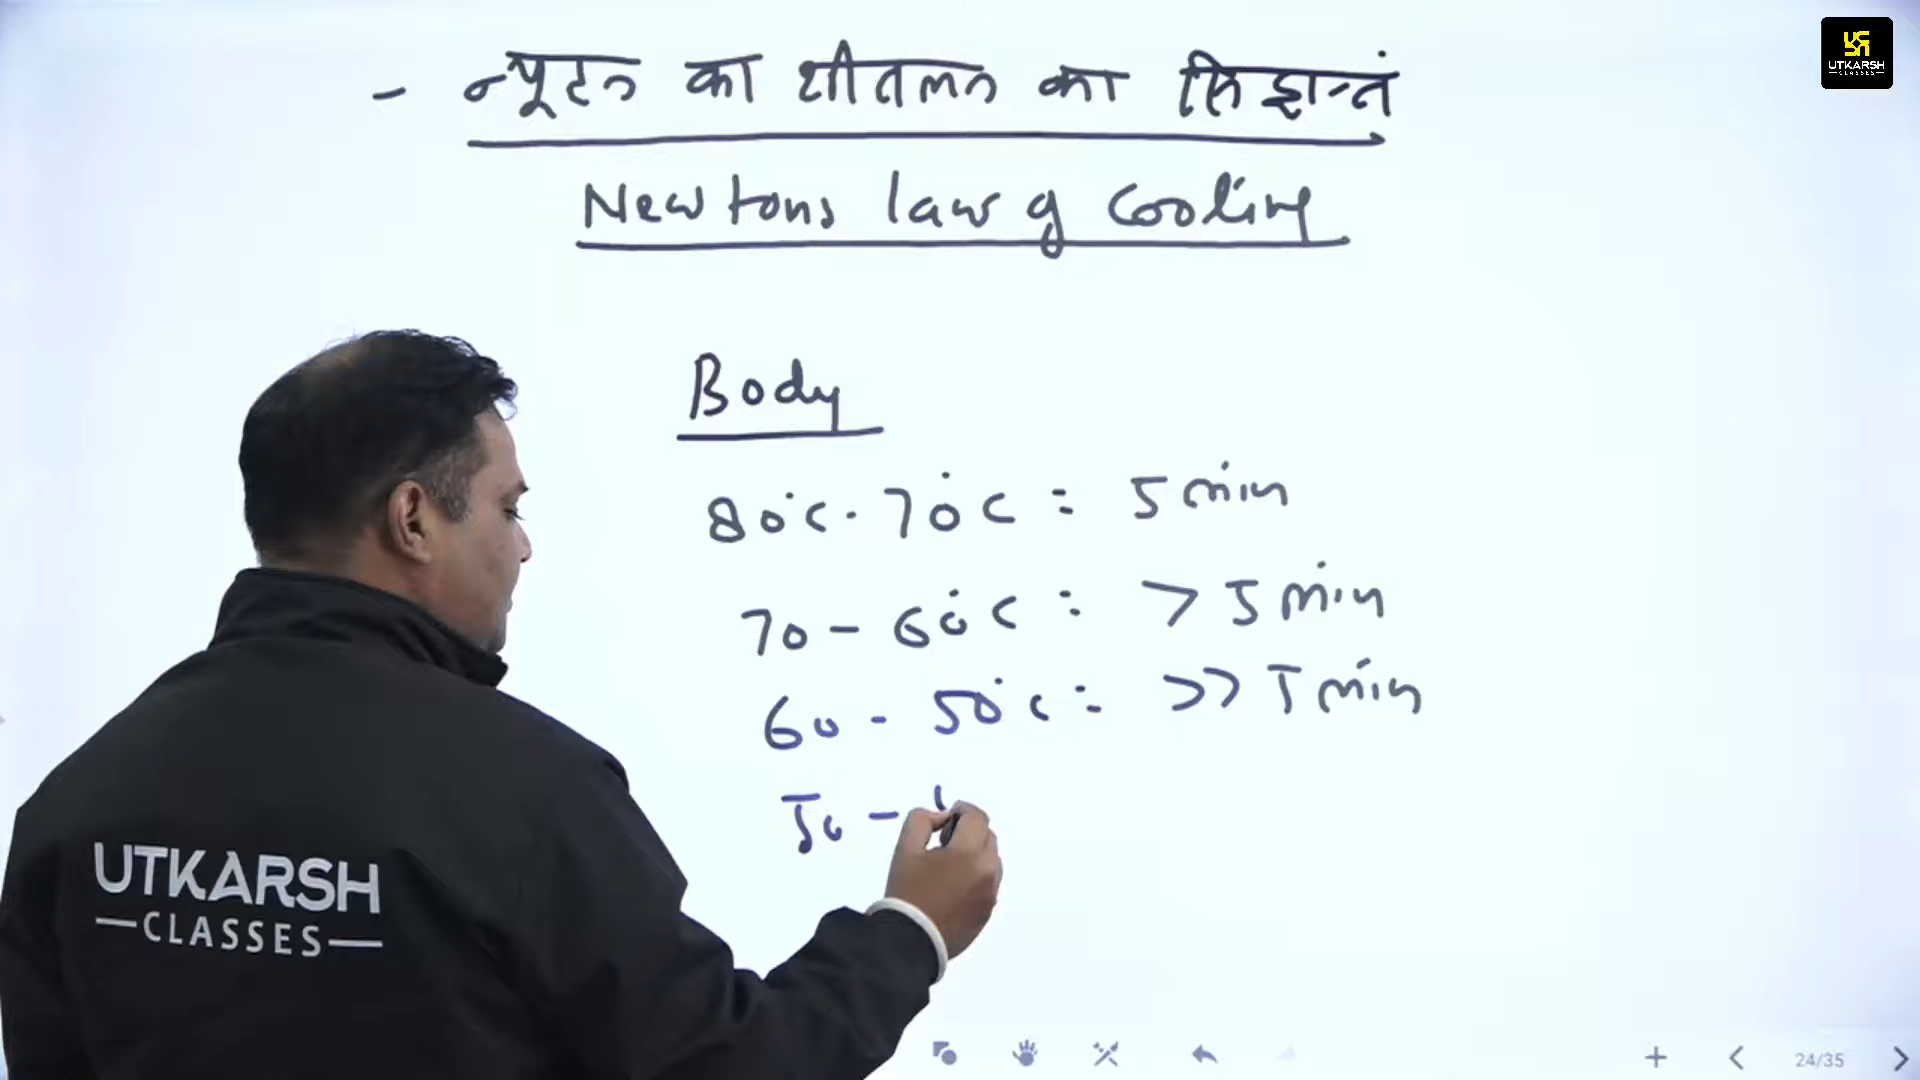 - न्यूटन का शीतलन का सिद्धान्तं
Newtons law of Cooling
Body
80°C - 70°C = 5 min
70 - 60°C = > 5 min
60 - 50°C = >> 5 min
50 -
UTKARSH
CLASSES
UTKARSH
CLASSES
24/35